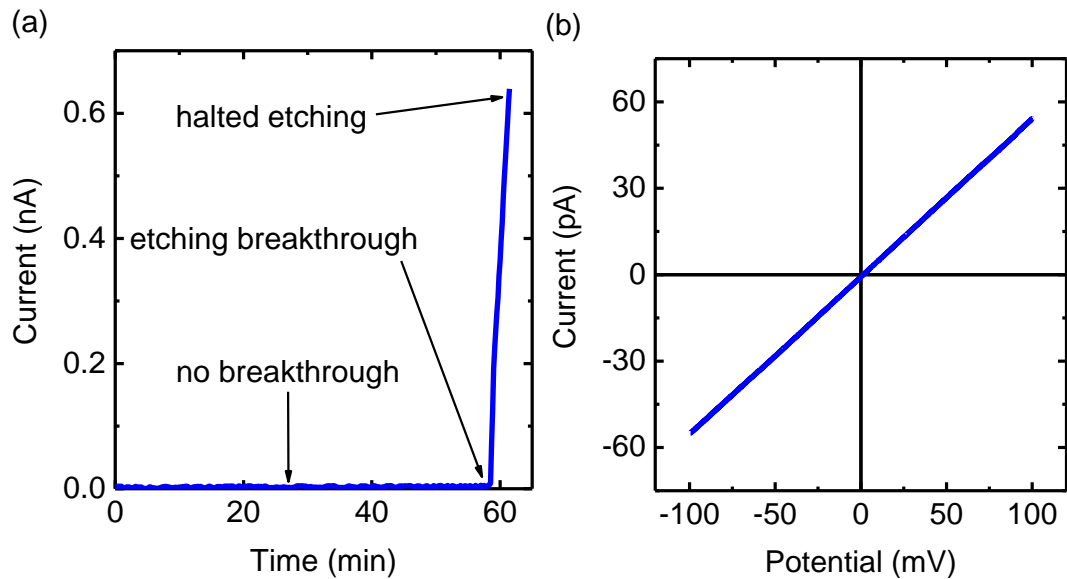 (a)
0.6
0.4
0.2
0.0
0
20
40
60
Current (nA)
Time (min)
halted etching
etching breakthrough
no breakthrough
(b)
60
30
0
-30
-60
-100
-50
0
50
100
Current (pA)
Potential (mV)